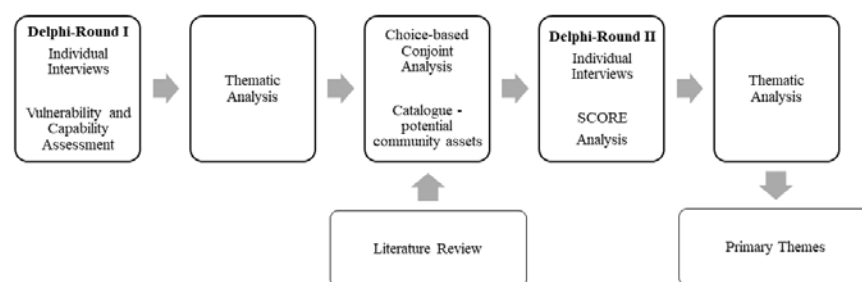 Delphi-Round I
Individual
Interviews
Vulnerability and
Capability
Assessment
Thematic
Analysis
Choice-based
Conjoint
Analysis
Catalogue -
potential
community assets
Delphi-Round II
Individual
Interviews
SCORE
Analysis
Thematic
Analysis
Literature Review
Primary Themes